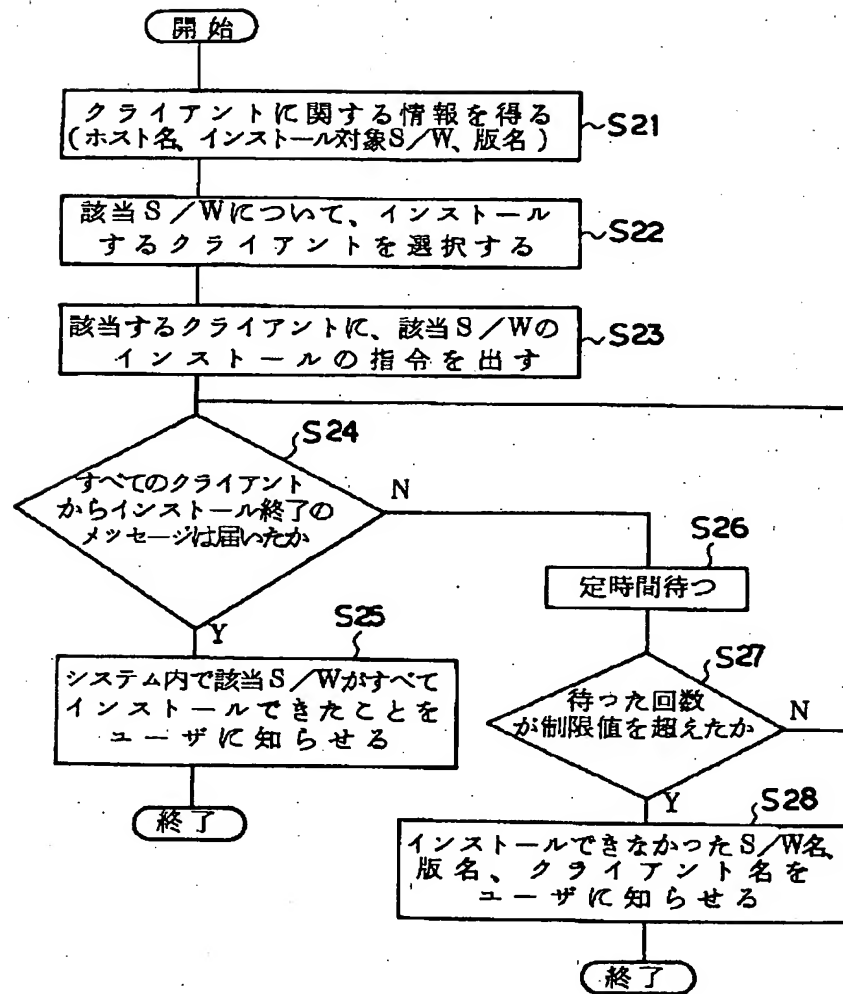 開始
クライアントに関する情報を得る
(ホスト名、インストール対象S/W、版名)
S21
該当S/Wについて、インストール
するクライアントを選択する
S22
該当するクライアントに、該当S/Wの
インストールの指令を出す
S23
S24
すべてのクライアント
からインストール終了の
メッセージは届いたか
N
Y
S25
システム内で該当S/Wがすべて
インストールできたことを
ユーザに知らせる
終了
S26
定時間待つ
S27
待った回数
が制限値を超えたか
N
Y
S28
インストールできなかったS/W名、
版名、クライアント名を
ユーザに知らせる
終了